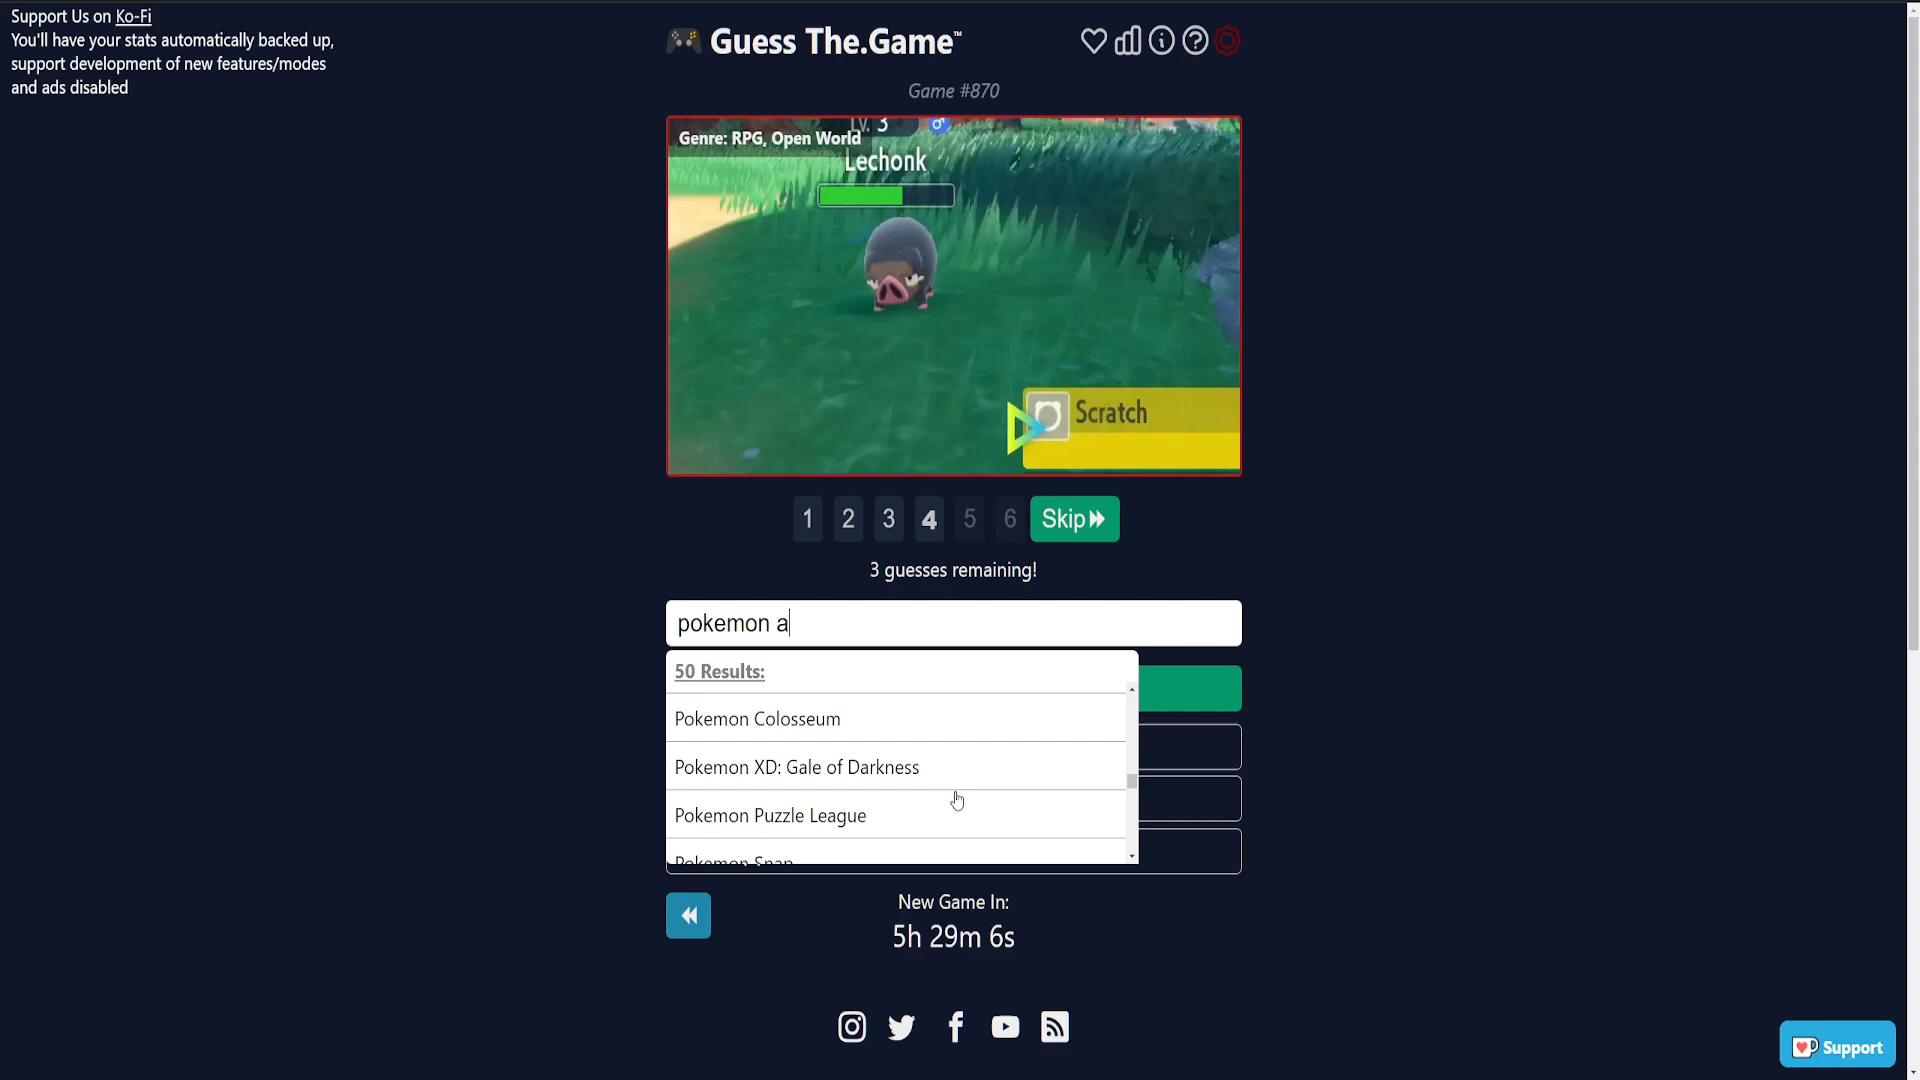 Support Us on Ko-Fi
You'll have your stats automatically backed up,
support development of new features/modes
and ads disabled
Guess The.Game™
Game #870
Genre: RPG, Open World
Lv. 3
Lechonk
Scratch
1 2 3 4 5 6 Skip
3 guesses remaining!
pokemon a
50 Results:
Pokemon Colosseum
Pokemon XD: Gale of Darkness
Pokemon Puzzle League
Pokemon Snap
New Game In:
5h 29m 6s
Support